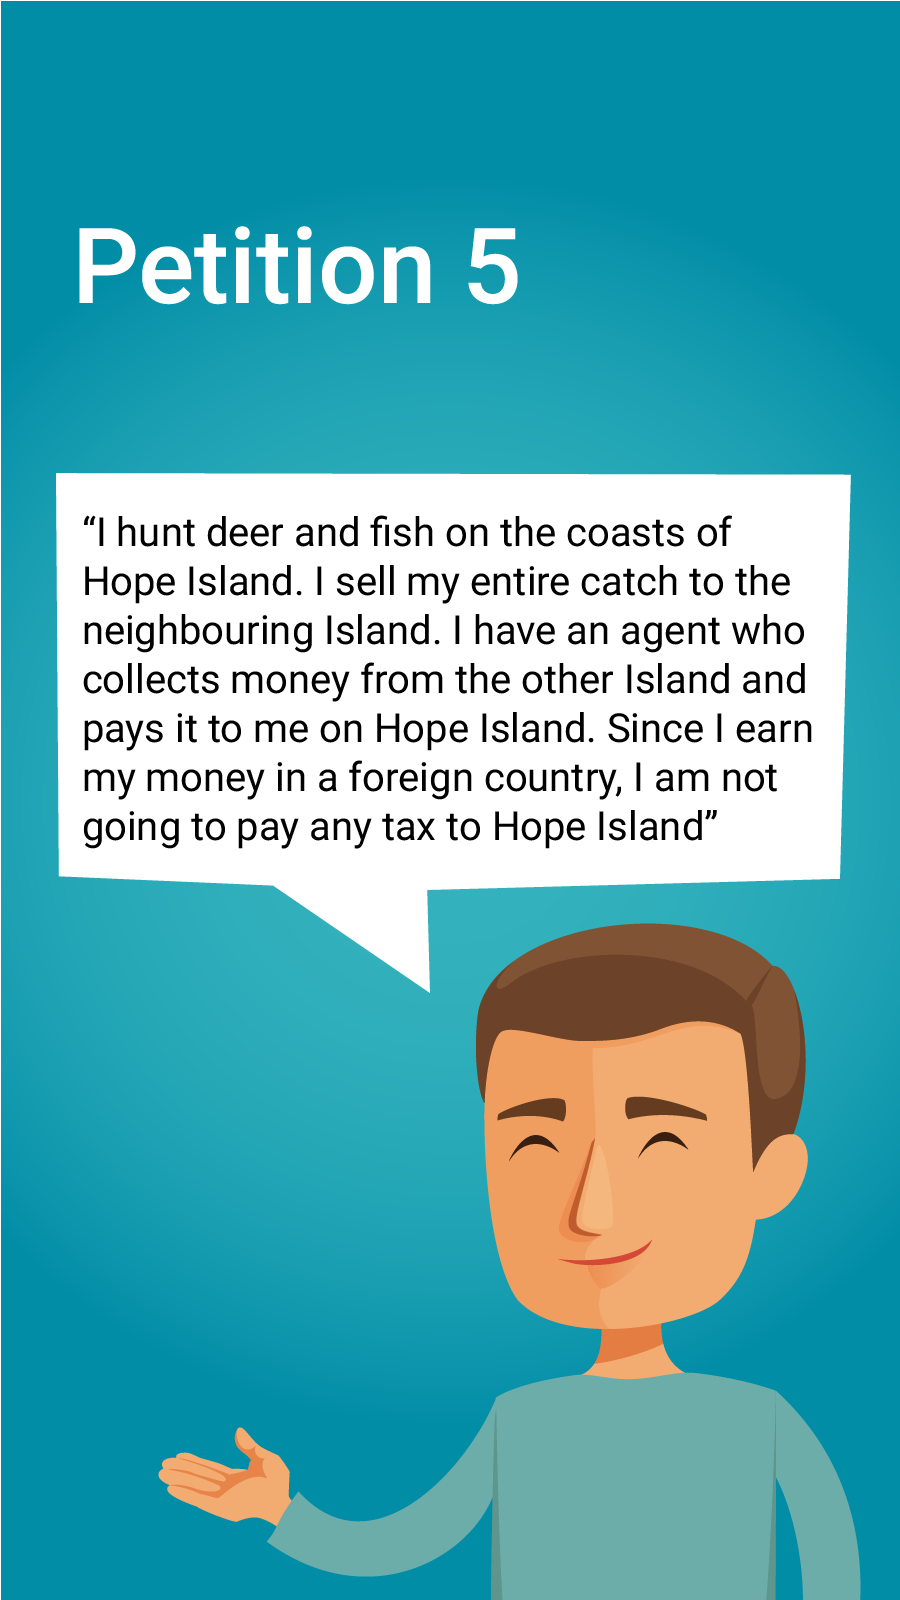 Petition 5
“I hunt deer and fish on the coasts of
Hope Island. I sell my entire catch to the
neighbouring Island. I have an agent who
collects money from the other Island and
pays it to me on Hope Island. Since I earn
my money in a foreign country, I am not
going to pay any tax to Hope Island”